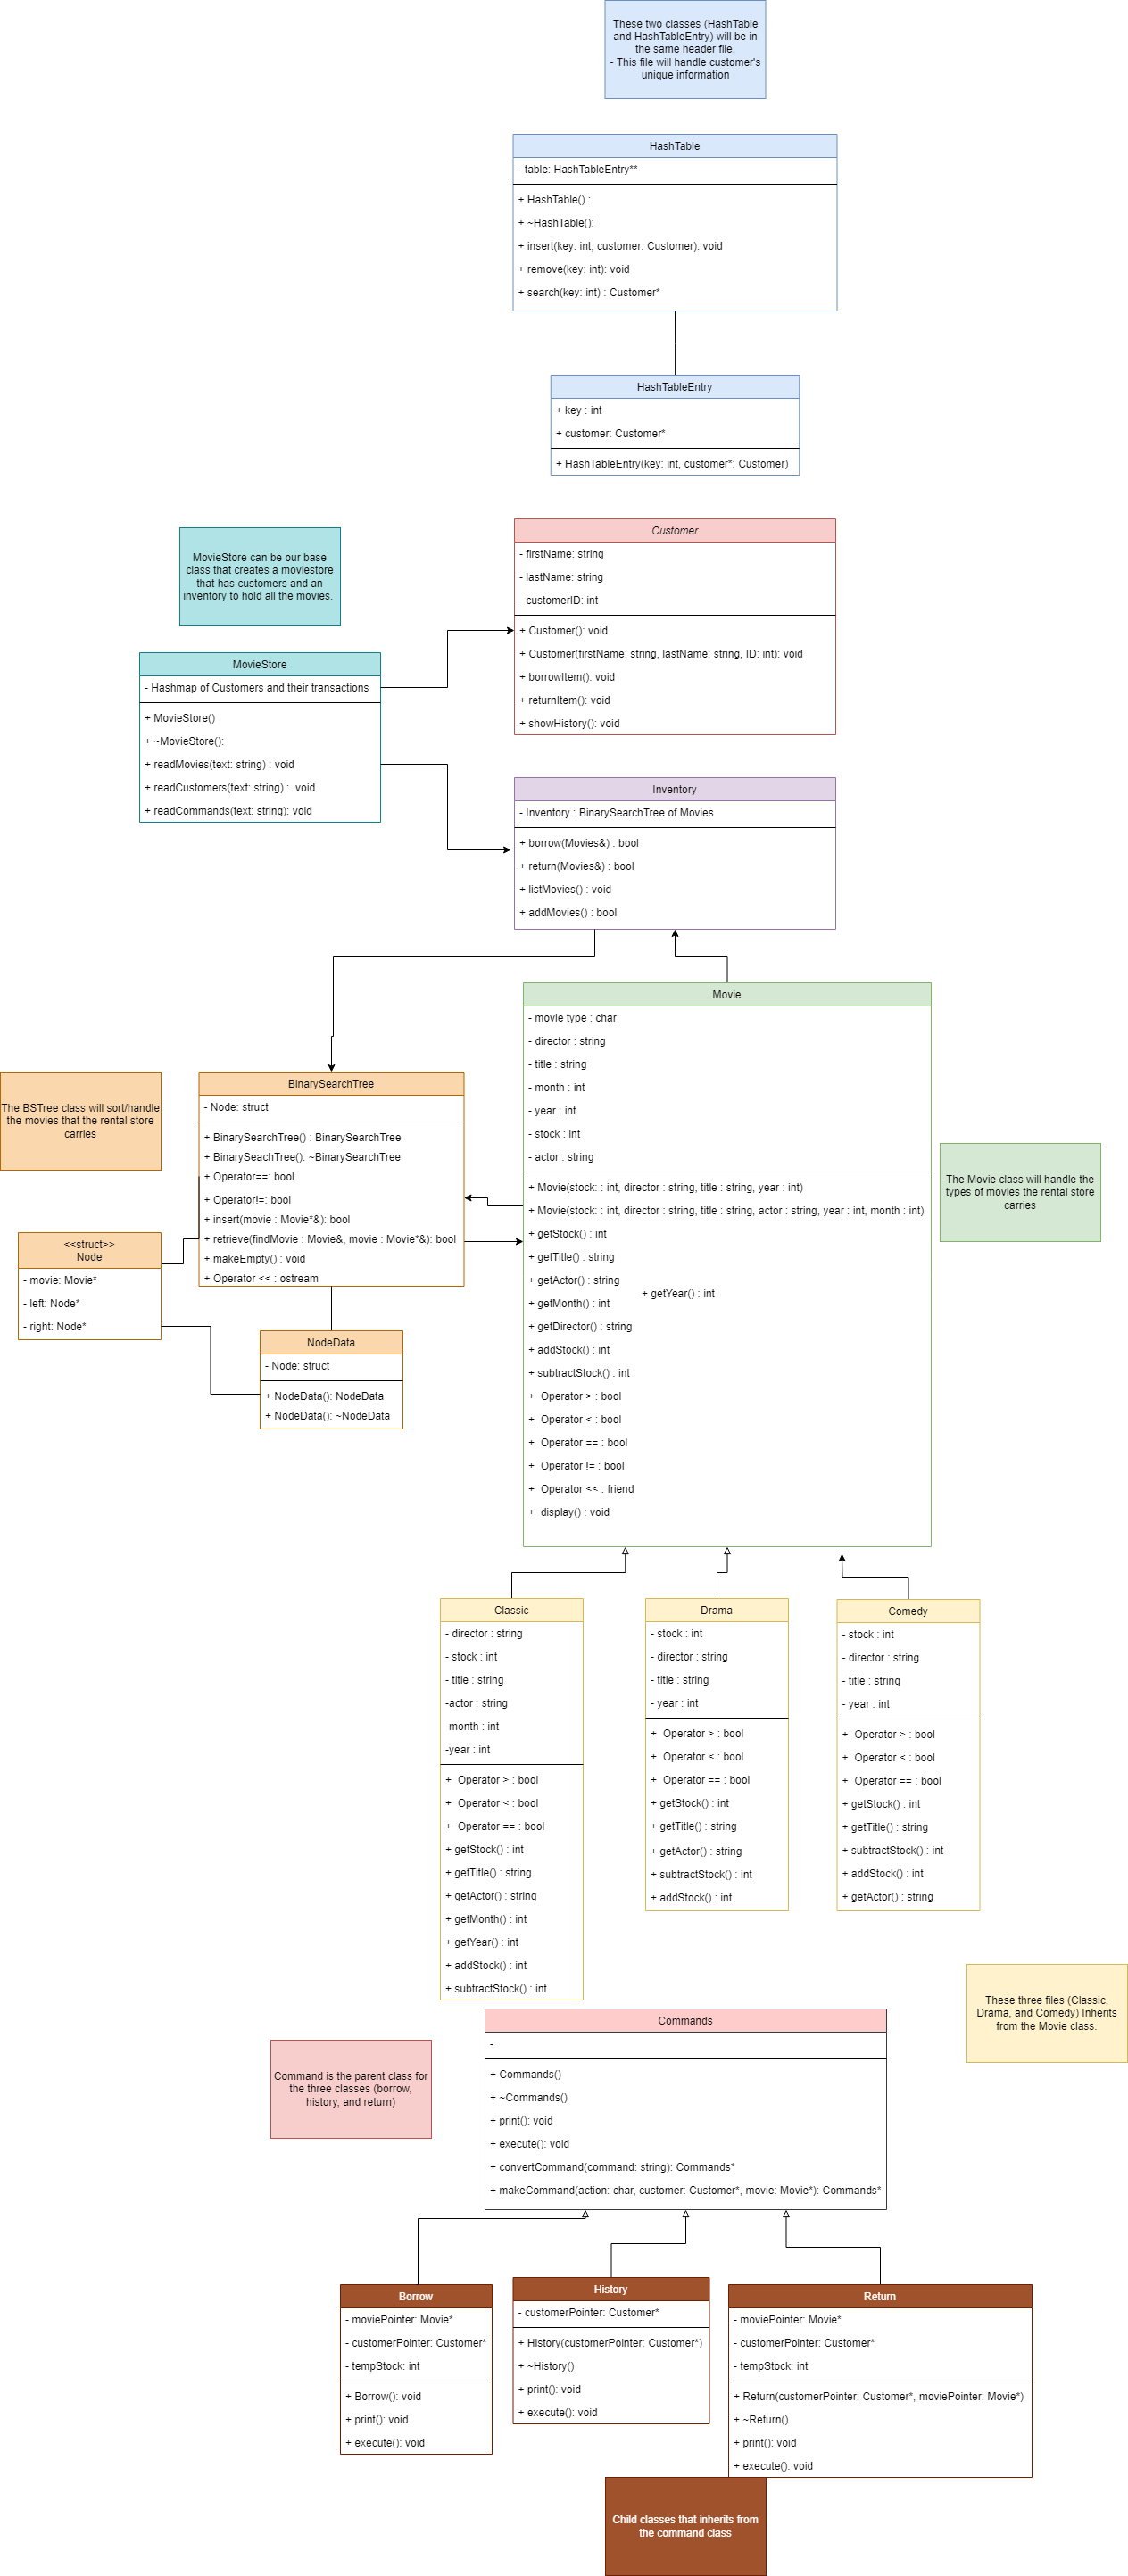 These two classes (HashTable
and HashTableEntry) will be in
the same header file.
- This file will handle customer's
unique information
HashTable
- table: HashTableEntry**
+ HashTable() :
+ ~HashTable():
+ insert(key: int, customer: Customer): void
+ remove(key: int): void
+ search(key: int) : Customer*
HashTableEntry
+ key : int
+ customer: Customer*
+ HashTableEntry(key: int, customer*: Customer)
MovieStore can be our base
class that creates a moviestore
that has customers and an
inventory to hold all the movies.
Customer
- firstName: string
- lastName: string
- customerID: int
+ Customer(): void
+ Customer(firstName: string, lastName: string, ID: int): void
+ borrowItem(): void
+ returnItem(): void
+ showHistory(): void
MovieStore
- Hashmap of Customers and their transactions
+ MovieStore()
+ ~MovieStore():
+ readMovies(text: string) : void
+ readCustomers(text: string) : void
+ readCommands(text: string): void
Inventory
- Inventory : BinarySearchTree of Movies
+ borrow(Movies&) : bool
+ return(Movies&) : bool
+ listMovies() : void
+ addMovies() : bool
Movie
- movie type : char
- director : string
- title : string
- month : int
- year : int
- stock : int
- actor : string
+ Movie(stock: : int, director : string, title : string, year : int)
+ Movie(stock: : int, director : string, title : string, actor : string, year : int, month : int)
+ getStock() : int
+ getTitle() : string
+ getActor() : string
+ getMonth() : int
+ getYear() : int
+ getDirector() : string
+ addStock() : int
+ subtractStock() : int
+ Operator > : bool
+ Operator < : bool
+ Operator == : bool
+ Operator != : bool
+ Operator << : friend
+ display() : void
The BSTree class will sort/handle
the movies that the rental store
carries
BinarySearchTree
- Node: struct
+ BinarySearchTree() : BinarySearchTree
+ BinarySeachTree(): ~BinarySearchTree
+ Operator==: bool
+ Operator!=: bool
+ insert(movie : Movie*&): bool
+ retrieve(findMovie : Movie&, movie : Movie*&): bool
+ makeEmpty() : void
+ Operator << : ostream
The Movie class will handle the
types of movies the rental store
carries
<<struct>>
Node
- movie: Movie*
- left: Node*
- right: Node*
NodeData
- Node: struct
+ NodeData(): NodeData
+ NodeData(): ~NodeData
Classic
- director : string
- stock : int
- title : string
-actor : string
-month : int
-year : int
+ Operator > : bool
+ Operator < : bool
+ Operator == : bool
+ getStock() : int
+ getTitle() : string
+ getActor() : string
+ getMonth() : int
+ getYear() : int
+ addStock() : int
+ subtractStock() : int
Drama
- stock : int
- director : string
- title : string
- year : int
+ Operator > : bool
+ Operator < : bool
+ Operator == : bool
+ getStock() : int
+ getTitle() : string
+ getActor() : string
+ subtractStock() : int
+ addStock() : int
Comedy
- stock : int
- director : string
- title : string
- year : int
+ Operator > : bool
+ Operator < : bool
+ Operator == : bool
+ getStock() : int
+ getTitle() : string
+ subtractStock() : int
+ addStock() : int
+ getActor() : string
These three files (Classic,
Drama, and Comedy) Inherits
from the Movie class.
Command is the parent class for
the three classes (borrow,
history, and return)
Commands
-
+ Commands()
+ ~Commands()
+ print(): void
+ execute(): void
+ convertCommand(command: string): Commands*
+ makeCommand(action: char, customer: Customer*, movie: Movie*): Commands*
Borrow
- moviePointer: Movie*
- customerPointer: Customer*
- tempStock: int
+ Borrow(): void
+ print(): void
+ execute(): void
History
- customerPointer: Customer*
+ History(customerPointer: Customer*)
+ ~History()
+ print(): void
+ execute(): void
Return
- moviePointer: Movie*
- customerPointer: Customer*
- tempStock: int
+ Return(customerPointer: Customer*, moviePointer: Movie*)
+ ~Return()
+ print(): void
+ execute(): void
Child classes that inherits from
the command class